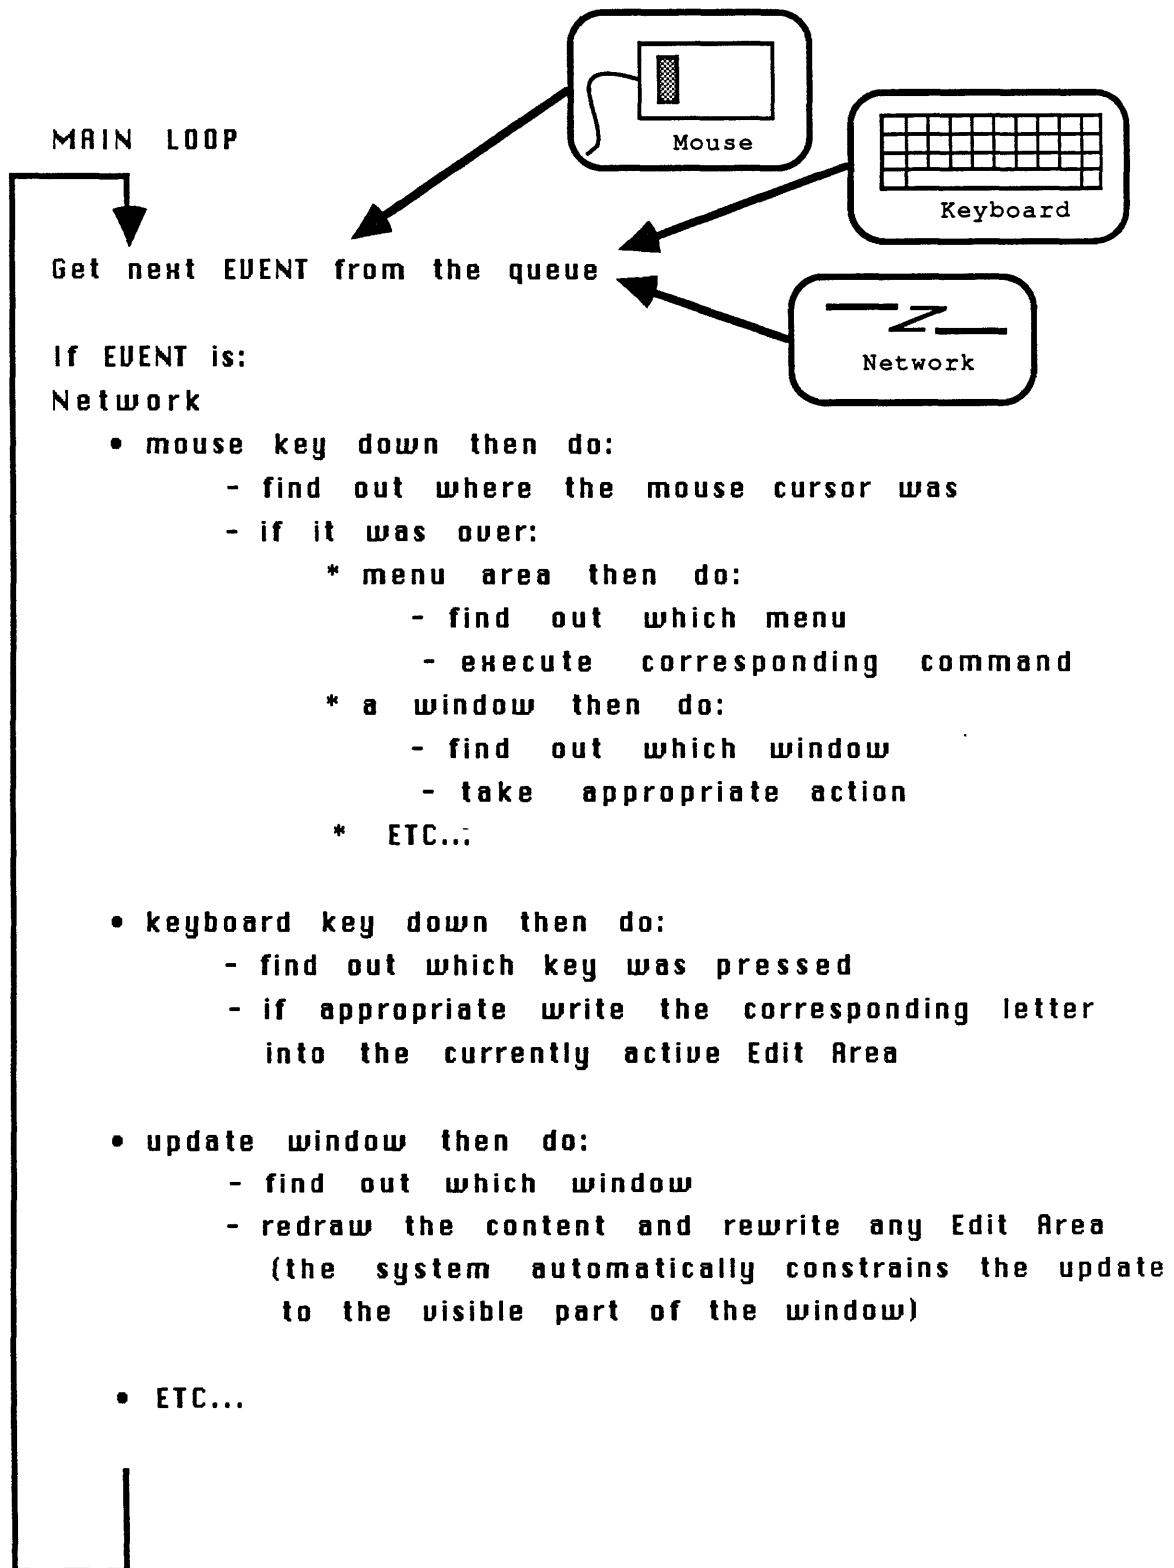 Mouse
MAIN LOOP
Keyboard
Get next EVENT from the queue
Network
If EVENT is:
Network
• mouse key down then do:
- find out where the mouse cursor was
- if it was over:
* menu area then do:
- find out which menu
- execute corresponding command
* a window then do:
- find out which window
- take appropriate action
* ETC...
• keyboard key down then do:
- find out which key was pressed
- if appropriate write the corresponding letter
into the currently active Edit Area
• update window then do:
- find out which window
- redraw the content and rewrite any Edit Area
(the system automatically constrains the update
to the visible part of the window)
• ETC...